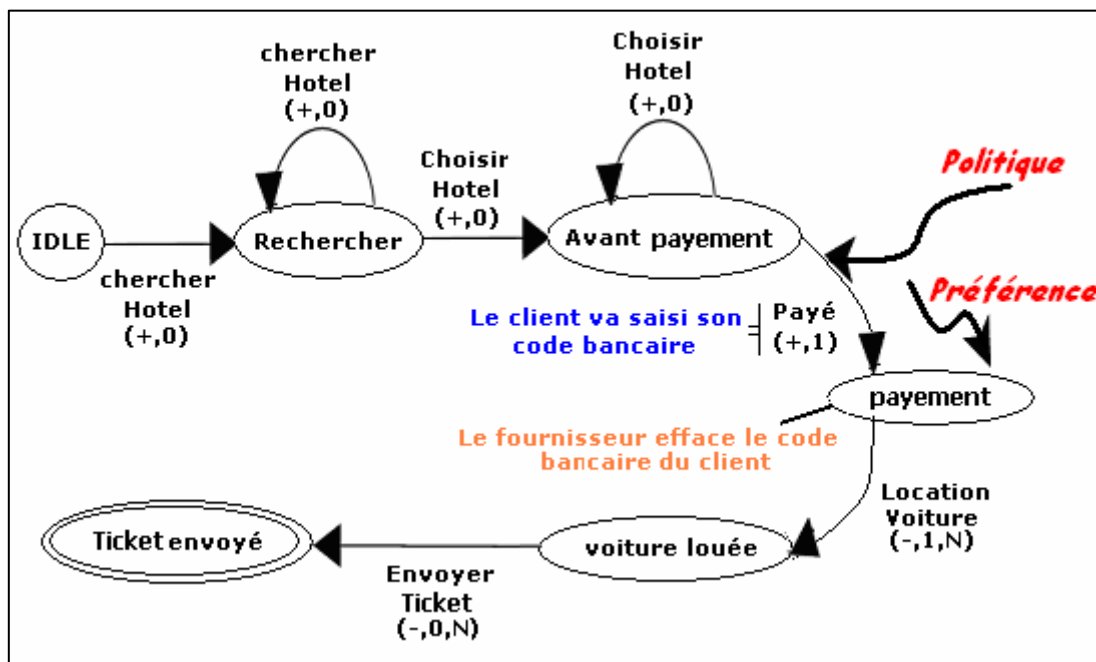 chercher
Hotel
(+,0)
Choisir
Hotel
(+,0)
Choisir
Hotel
(+,0)
Politique
IDLE
Rechercher
Avant payement
chercher
Hotel
(+,0)
Préférence
Le client va saisi son
code bancaire
Payé
(+,1)
payement
Le fournisseur efface le code
bancaire du client
Location
Voiture
(-,1,N)
Ticket envoyé
voiture louée
Envoyer
Ticket
(-,0,N)